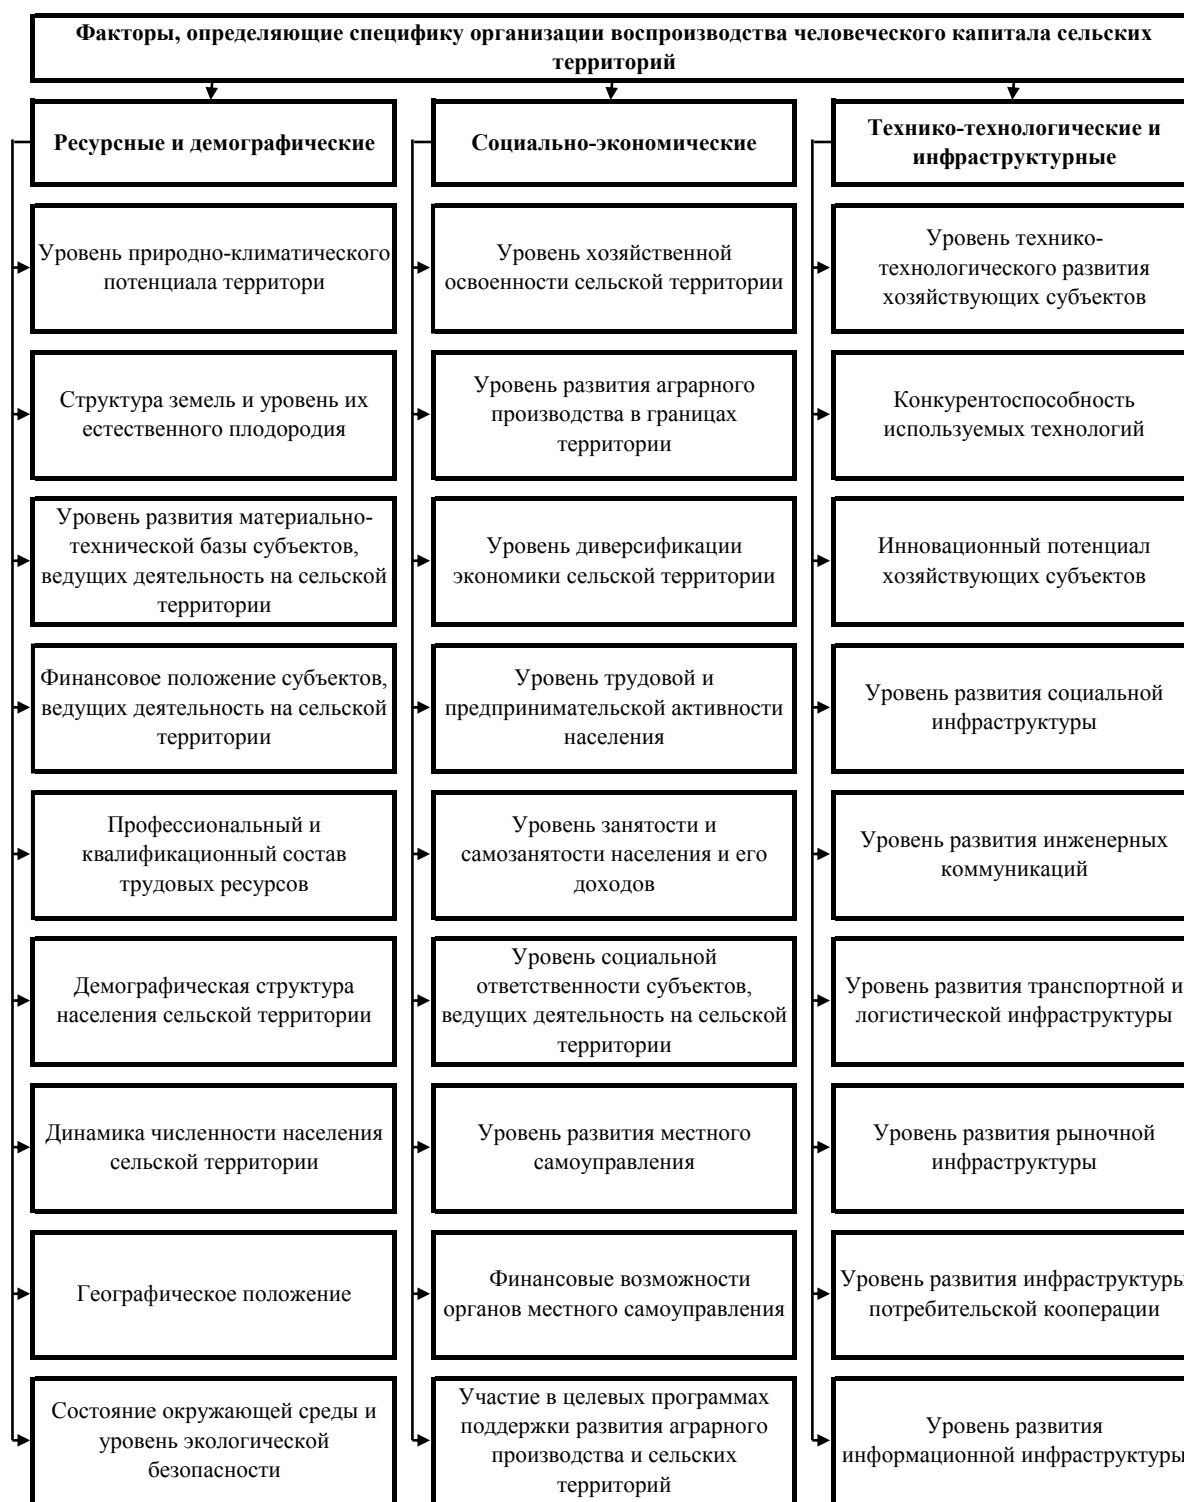 Факторы, определяющие специфику организации воспроизводства человеческого капитала сельских
территорий
Ресурсные и демографические
Уровень природно-климатического
потенциала територи
Структура земель и уровень их
естественного плодородия
Уровень развития материально-
технической базы субъектов,
ведущих деятельность на сельской
территории
Финансовое положение субъектов,
ведущих деятельность на сельской
территории
Профессиональный и
квалификационный состав
трудовых ресурсов
Демографическая структура
населения сельской территории
Динамика численности населения
сельской территории
Географическое положение
Состояние окружающей среды и
уровень экологической
безопасности
Социально-экономические
Уровень хозяйственной
освоенности сельской территории
Уровень развития аграрного
производства в границах
территории
Уровень диверсификации
экономики сельской территории
Уровень трудовой и
предпринимательской активности
населения
Уровень занятости и
самозанятости населения и его
доходов
Уровень социальной
ответственности субъектов,
ведущих деятельность на сельской
территории
Уровень развития местного
самоуправления
Финансовые возможности
органов местного самоуправления
Участие в целевых программах
поддержки развития аграрного
производства и сельских
территорий
Технико-технологические и
инфраструктурные
Уровень технико-
технологического развития
хозяйствующих субъектов
Конкурентоспособность
используемых технологий
Инновационный потенциал
хозяйствующих субъектов
Уровень развития социальной
инфраструктуры
Уровень развития инженерных
коммуникаций
Уровень развития транспортной и
логистической инфраструктуры
Уровень развития рыночной
инфраструктуры
Уровень развития инфраструктуры
потребительской кооперации
Уровень развития
информационной инфраструктуры